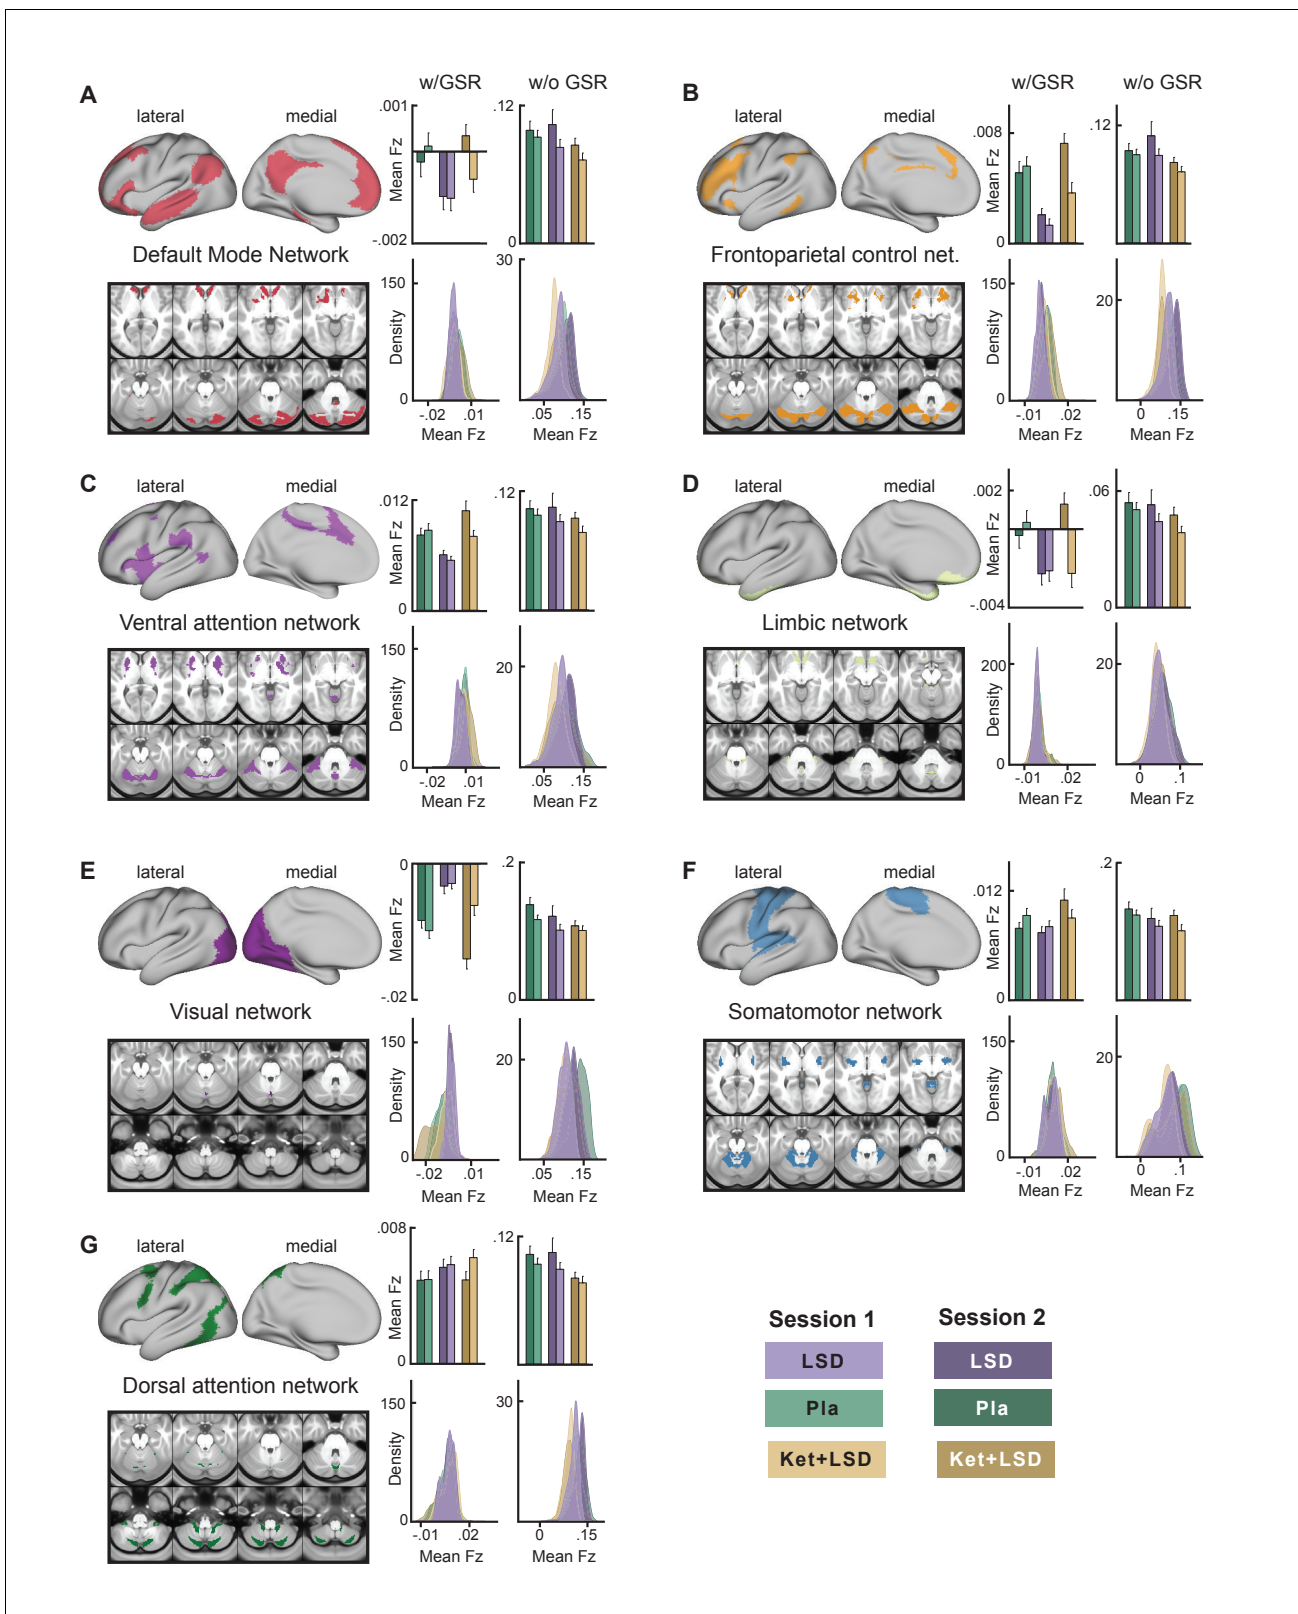 A
lateral
medial
w/GSR
w/o GSR
Mean Fz
.001
-.002
.12
0
Default Mode Network
Density
150
0
-.02
.01
Mean Fz
30
0
.05
.15
Mean Fz
B
lateral
medial
w/GSR
w/o GSR
Mean Fz
.008
0
.12
0
Frontoparietal control net.
Density
150
0
-.01
.02
Mean Fz
20
0
.15
Mean Fz
C
lateral
medial
Mean Fz
.012
0
.12
0
Ventral attention network
Density
150
0
-.02
.01
Mean Fz
20
.05
.15
Mean Fz
D
lateral
medial
Mean Fz
.002
-.004
.06
0
Limbic network
Density
200
0
-.01
.02
Mean Fz
20
0
.1
Mean Fz
E
lateral
medial
Mean Fz
0
-.02
.2
0
Visual network
Density
150
0
-.02
.01
Mean Fz
20
.05
.15
Mean Fz
F
lateral
medial
Mean Fz
.012
0
.2
0
Somatomotor network
Density
150
0
-.01
.02
Mean Fz
20
0
.1
Mean Fz
G
lateral
medial
Mean Fz
.008
0
.12
0
Dorsal attention network
Density
150
0
-.01
.02
Mean Fz
30
0
.15
Mean Fz
Session 1
Session 2
LSD
LSD
Pla
Pla
Ket+LSD
Ket+LSD